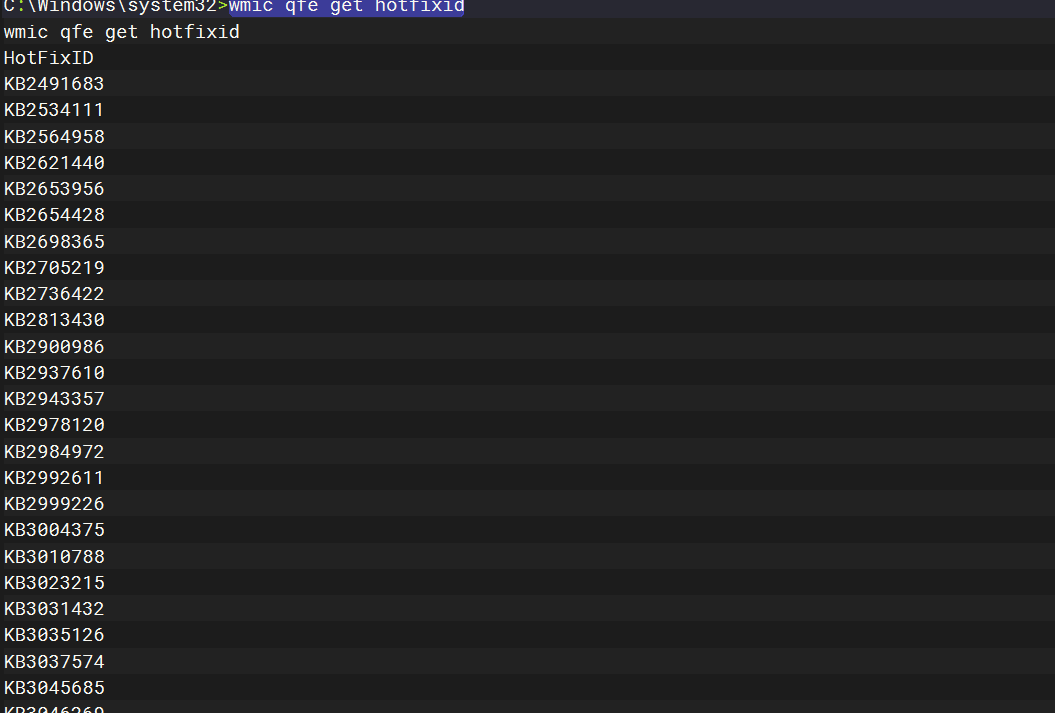 C:\Windows\system32>wmic qfe get hotfixid
wmic qfe get hotfixid
HotFixID
KB2491683
KB2534111
KB2564958
KB2621440
KB2653956
KB2654428
KB2698365
KB2705219
KB2736422
KB2813430
KB2900986
KB2937610
KB2943357
KB2978120
KB2984972
KB2992611
KB2999226
KB3004375
KB3010788
KB3023215
KB3031432
KB3035126
KB3037574
KB3045685